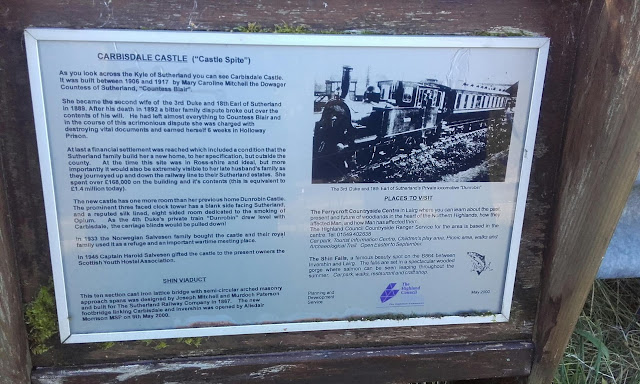 CARBISDALE CASTLE ("Castle Spite")
As you look across the Kyle of Sutherland you can see Carbisdale Castle.
It was built between 1906 and 1917 by Mary Caroline Mitchell the Dowager
Countess of Sutherland, "Countess Blair".
She became the second wife of the 3rd Duke and 18th Earl of Sutherland
in 1889. After his death in 1892 a bitter family dispute broke out over the
contents of his will. He had left almost everything to Countess Blair and
in the course of this acrimonious dispute she was charged with
destroying vital documents and earned herself 6 weeks in Holloway
Prison.
At last a financial settlement was reached which included a condition that the
Sutherland family build her a new home, to her specification, but outside the
county. At the time this site was in Ross-shire and ideal, but more
importantly it would also be extremely visible to her late husband's family as
they journeyed up and down the railway line to their Sutherland estates. She
spent over £168,000 on the building and it's contents (this is equivalent to
£1.4 million today).
The new castle has one more room than her previous home Dunrobin Castle.
The prominent three faced clock tower has a blank side facing Sutherland
and a reputed silk lined, eight sided room dedicated to the smoking of
Opium. As the 4th Duke's private train "Dunrobin" drew level with
Carbisdale, the carriage blinds would be pulled down!
In 1933 the Norwegian Salvesen family bought the castle and their royal
family used it as a refuge and an important wartime meeting place.
In 1945 Captain Harold Salvesen gifted the castle to the present owners the
Scottish Youth Hostel Association.
SHIN VIADUCT
This ten section cast iron lattice bridge with semi-circular arched masonry
approach spans was designed by Joseph Mitchell and Murdoch Paterson
and built for The Sutherland Railway Company in 1867. The new
footbridge linking Carbisdale and Invershin was opened by Alisdair
Morrison MSP on 9th May 2000.
The 3rd Duke and 18th Earl of Sutherland's Private locomotive "Dunrobin"
PLACES TO VISIT
The Ferrycroft Countryside Centre in Lairg where you can learn about the past
present and future of woodlands in the heart of the Northern Highlands, how they
affected Man, and how Man has affected them.
The Highland Council Countryside Ranger Service for the area is based in the
centre. Tel. 01549 402638
Car park, Tourist Information Centre, Children's play area, Picnic area, walks and
Archaeological Trail. Open Easter to September
The Shin Falls, a famous beauty spot on the B864 between
Invershin and Lairg. The falls are set in a spectacular wooded
gorge where salmon can be seen leaping throughout the
summer. Car park, walks, restaurant and craft shop.
Planning and
Development
Service
The
Highland
Council
May 2000